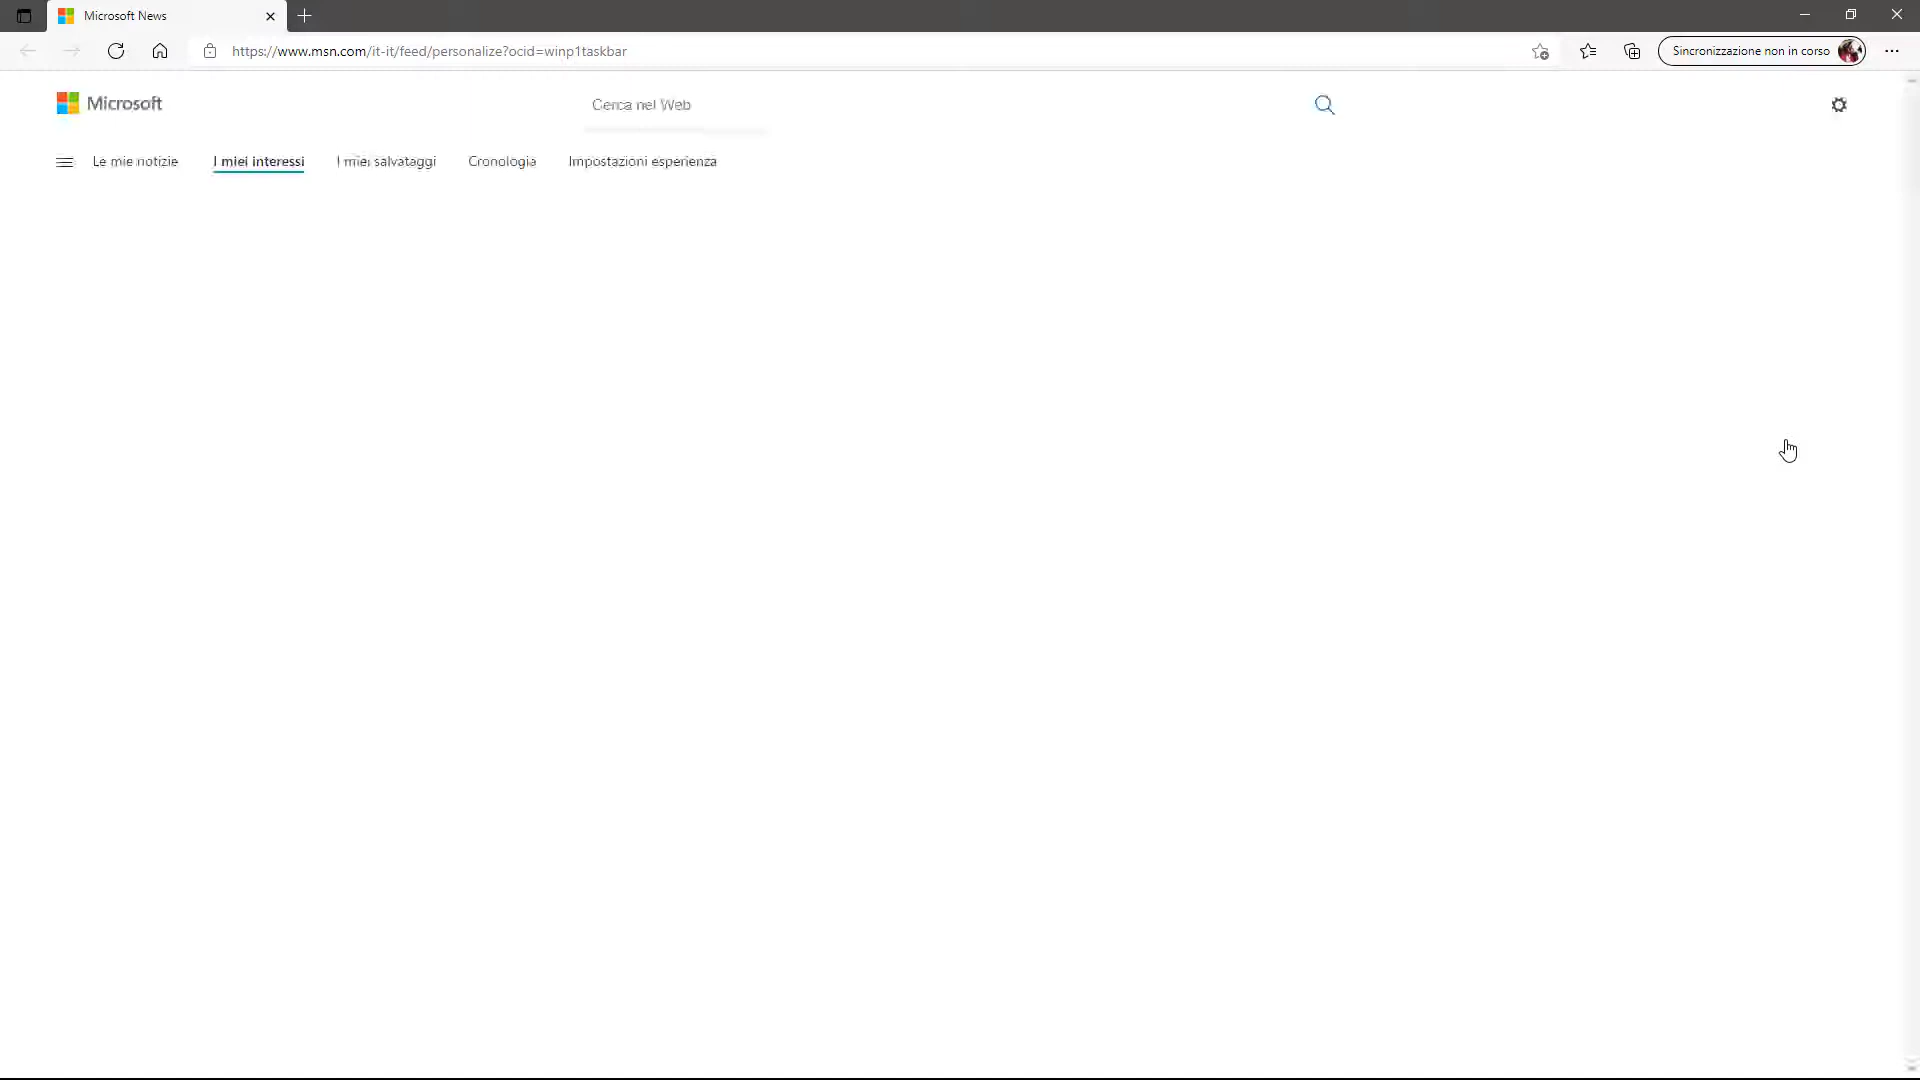 Microsoft News
https://www.msn.com/it-it/feed/personalize?ocid=winp1taskbar
Sincronizzazione non in corso
Microsoft
Cerca nel Web
Le mie notizie
I miei interessi
I miei salvataggi
Cronologia
Impostazioni esperienza